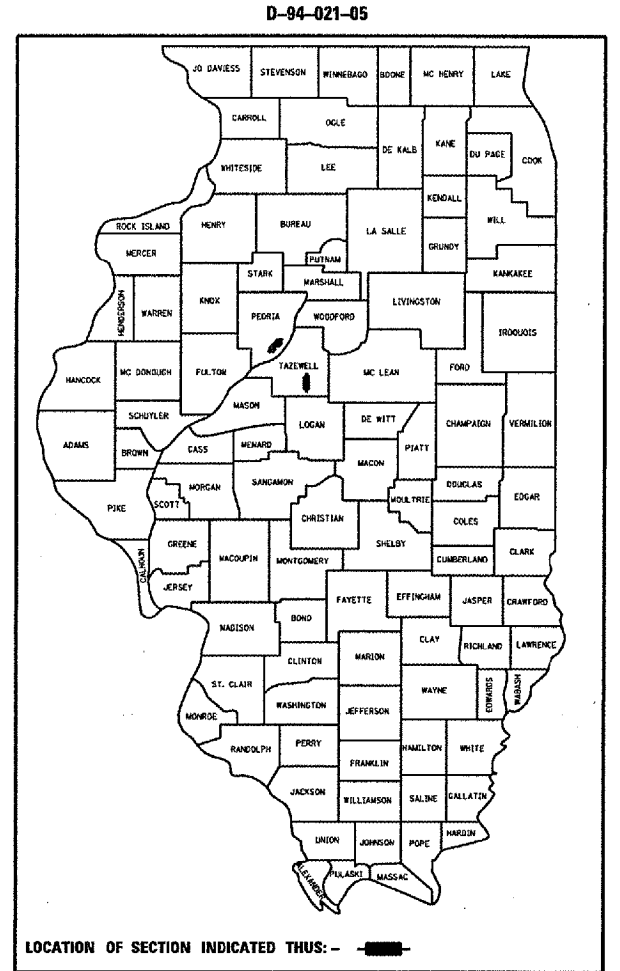 D-94-021-05
JO DAVIESS STEVENSON WINNEBAGO BOONE MC HENRY LAKE
CARROLL OGLE
DE KALB KANE DU PAGE COOK
WHITESIDE LEE
KENDALL
ROCK ISLAND HENRY BUREAU LA SALLE GRUNDY WILL
MERCER PUTNAM
STARK MARSHALL KANKAKEE
HENDERSON WARREN KNOX PEORIA WOODFORD LIVINGSTON IROQUOIS
HANCOCK MC DONOUGH FULTON TAZEWELL MC LEAN FORD
MASON
SCHUYLER LOGAN DE WITT CHAMPAIGN VERMILION
ADAMS BROWN CASS MENARD PIATT
MACON
PIKE SCOTT MORGAN SANGAMON MOULTRIE DOUGLAS EDGAR
CHRISTIAN COLES
GREENE SHELBY
CALHOUN MACOUPIN MONTGOMERY CUMBERLAND CLARK
JERSEY FAYETTE EFFINGHAM JASPER CRAWFORD
MADISON BOND
CLAY RICHLAND LAWRENCE
CLINTON MARION
ST. CLAIR WAYNE EDWARDS WABASH
WASHINGTON JEFFERSON
MONROE
RANDOLPH PERRY HAMILTON WHITE
FRANKLIN
JACKSON WILLIAMSON SALINE GALLATIN
UNION JOHNSON POPE HARDIN
ALEXANDER PULASKI MASSAC
LOCATION OF SECTION INDICATED THUS: -